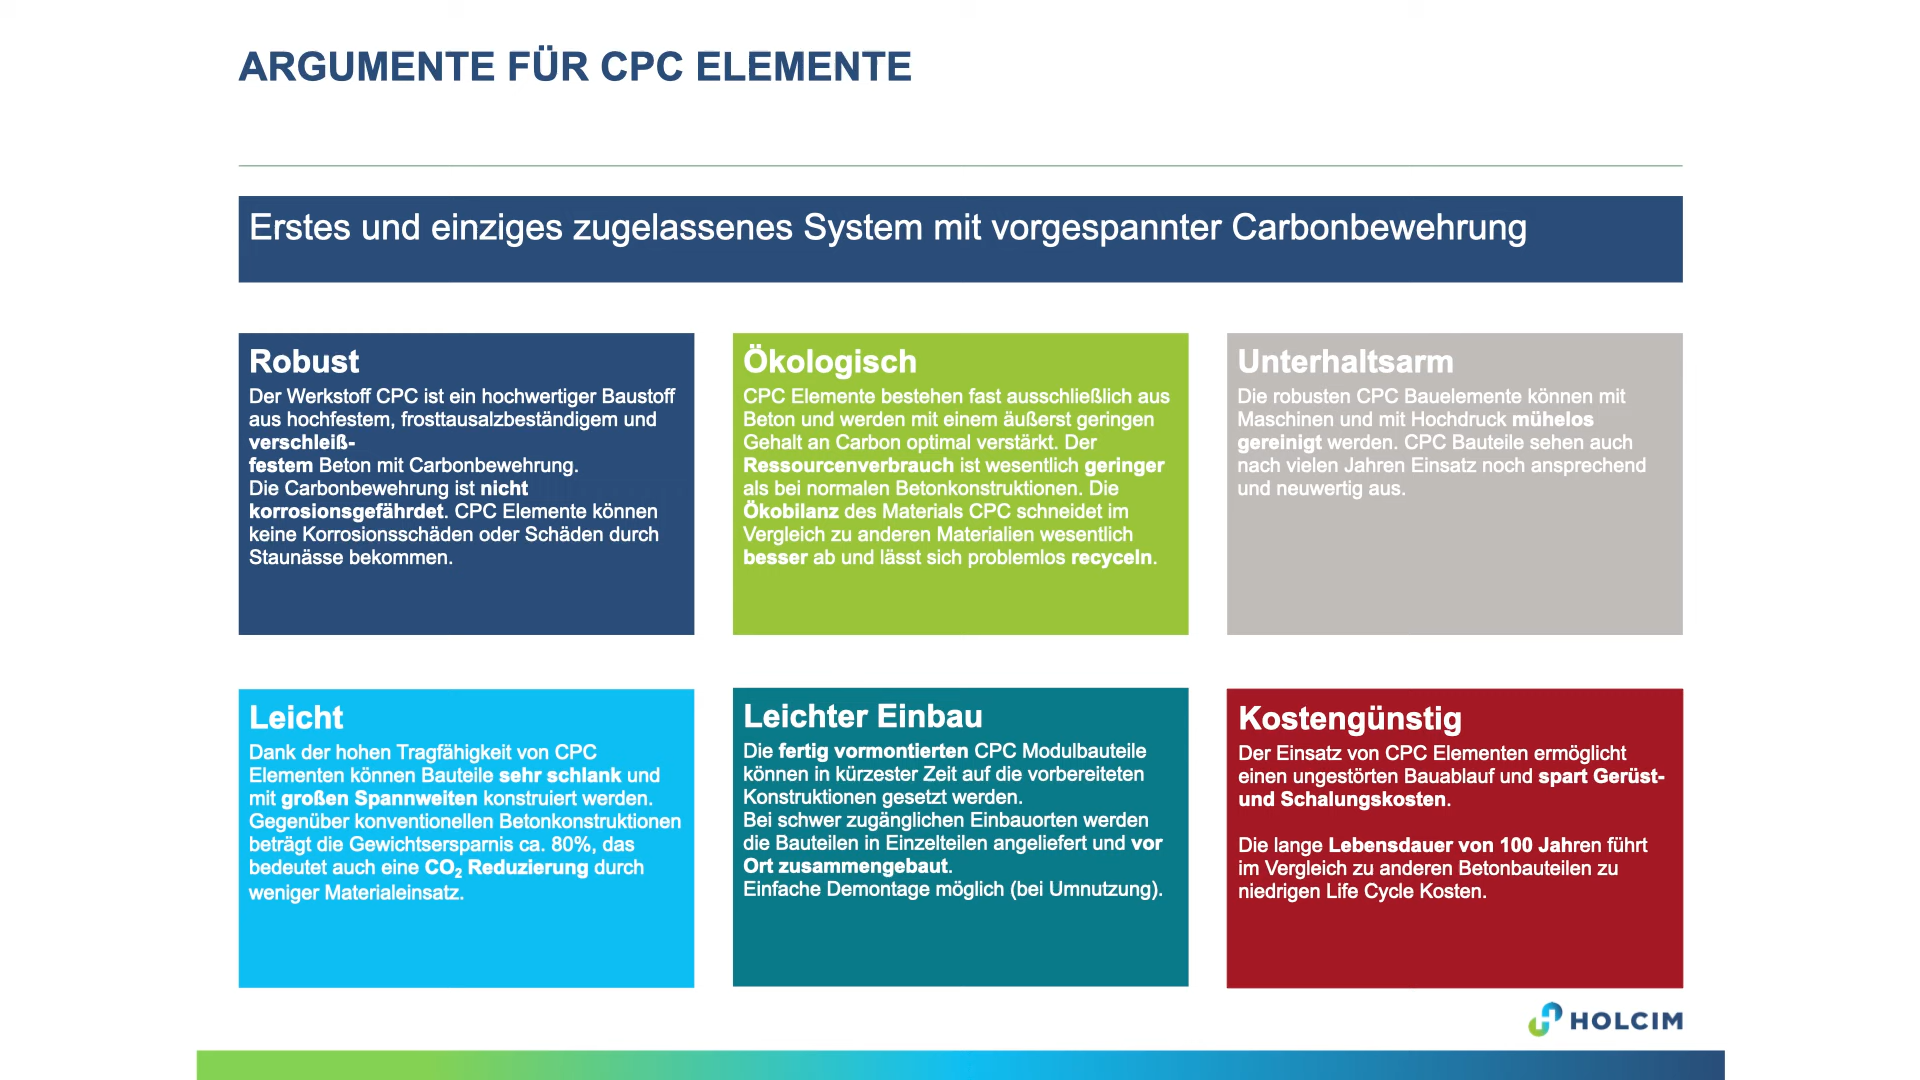 ARGUMENTE FÜR CPC ELEMENTE
Erstes und einziges zugelassenes System mit vorgespannter Carbonbewehrung
Robust
Der Werkstoff CPC ist ein hochwertiger Baustoff
aus hochfestem, frosttausalzbeständigem und
verschleiß-
festem Beton mit Carbonbewehrung.
Die Carbonbewehrung ist nicht
korrosionsgefährdet. CPC Elemente können
keine Korrosionsschäden oder Schäden durch
Staunässe bekommen.
Ökologisch
CPC Elemente bestehen fast ausschließlich aus
Beton und werden mit einem äußerst geringen
Gehalt an Carbon optimal verstärkt. Der
Ressourcenverbrauch ist wesentlich geringer
als bei normalen Betonkonstruktionen. Die
Ökobilanz des Materials CPC schneidet im
Vergleich zu anderen Materialien wesentlich
besser ab und lässt sich problemlos recyceln.
Unterhaltsarm
Die robusten CPC Bauelemente können mit
Maschinen und mit Hochdruck mühelos
gereinigt werden. CPC Bauteile sehen auch
nach vielen Jahren Einsatz noch ansprechend
und neuwertig aus.
Leicht
Dank der hohen Tragfähigkeit von CPC
Elementen können Bauteile sehr schlank und
mit großen Spannweiten konstruiert werden.
Gegenüber konventionellen Betonkonstruktionen
beträgt die Gewichtsersparnis ca. 80%, das
bedeutet auch eine CO₂ Reduzierung durch
weniger Materialeinsatz.
Leichter Einbau
Die fertig vormontierten CPC Modulbauteile
können in kürzester Zeit auf die vorbereiteten
Konstruktionen gesetzt werden.
Bei schwer zugänglichen Einbauorten werden
die Bauteilen in Einzelteilen angeliefert und vor
Ort zusammengebaut.
Einfache Demontage möglich (bei Umnutzung).
Kostengünstig
Der Einsatz von CPC Elementen ermöglicht
einen ungestörten Bauablauf und spart Gerüst-
und Schalungskosten.
Die lange Lebensdauer von 100 Jahren führt
im Vergleich zu anderen Betonbauteilen zu
niedrigen Life Cycle Kosten.
HOLCIM